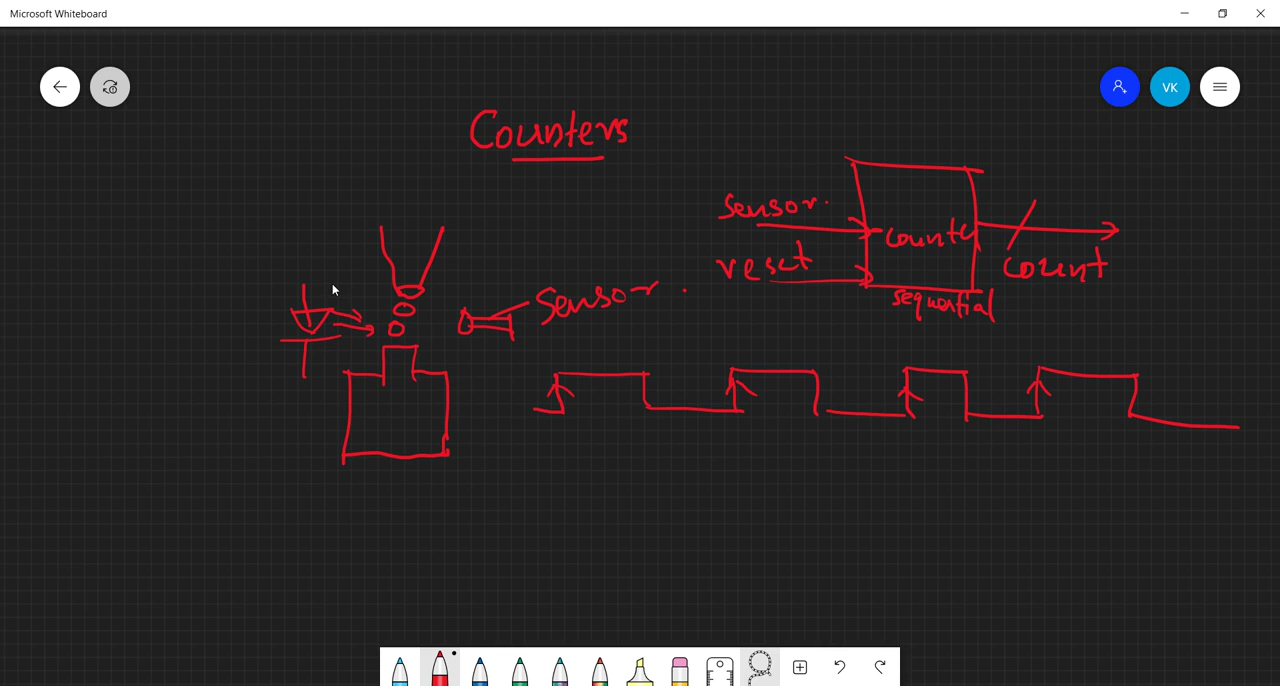 Microsoft Whiteboard
VK
Counters
Sensor.
reset
counter
count
sequential
Sensor.